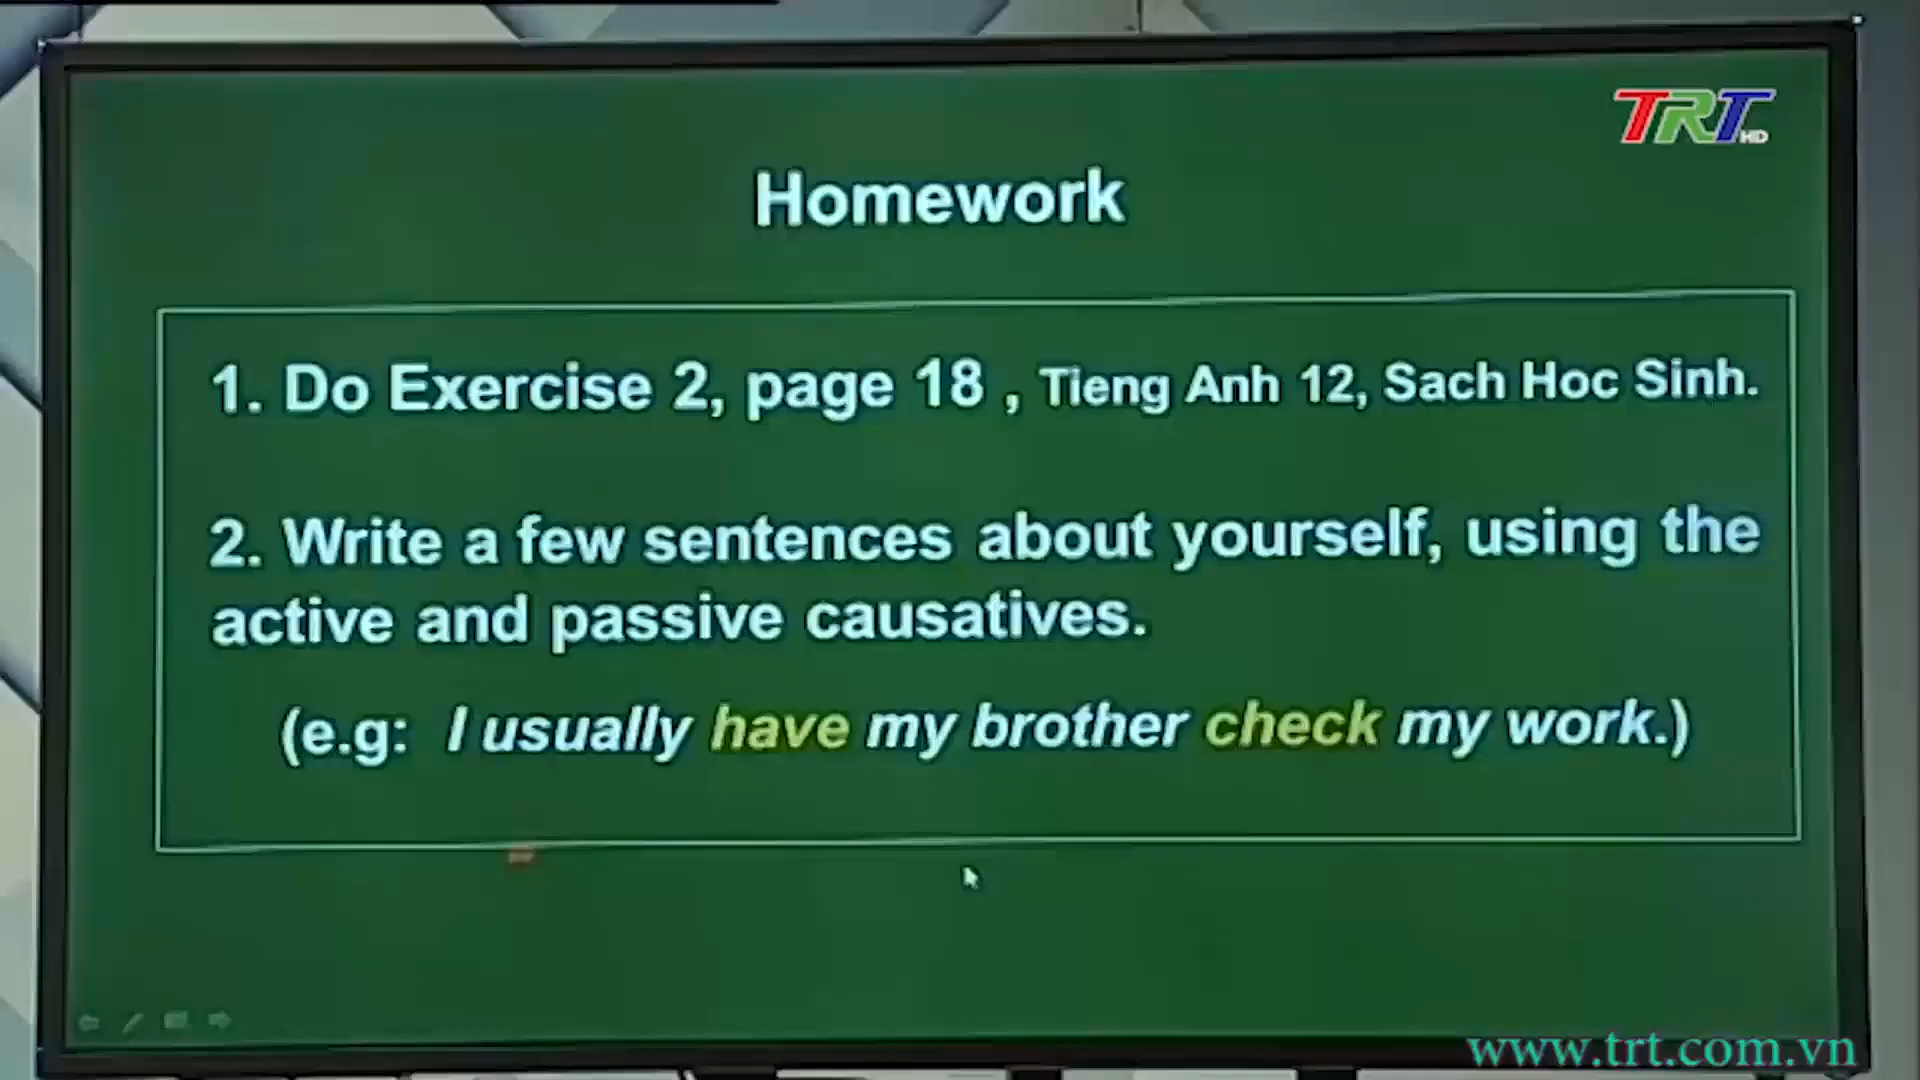 TRT HD
Homework
1. Do Exercise 2, page 18 , Tieng Anh 12, Sach Hoc Sinh.
2. Write a few sentences about yourself, using the
active and passive causatives.
(e.g: I usually have my brother check my work.)
www.trt.com.vn